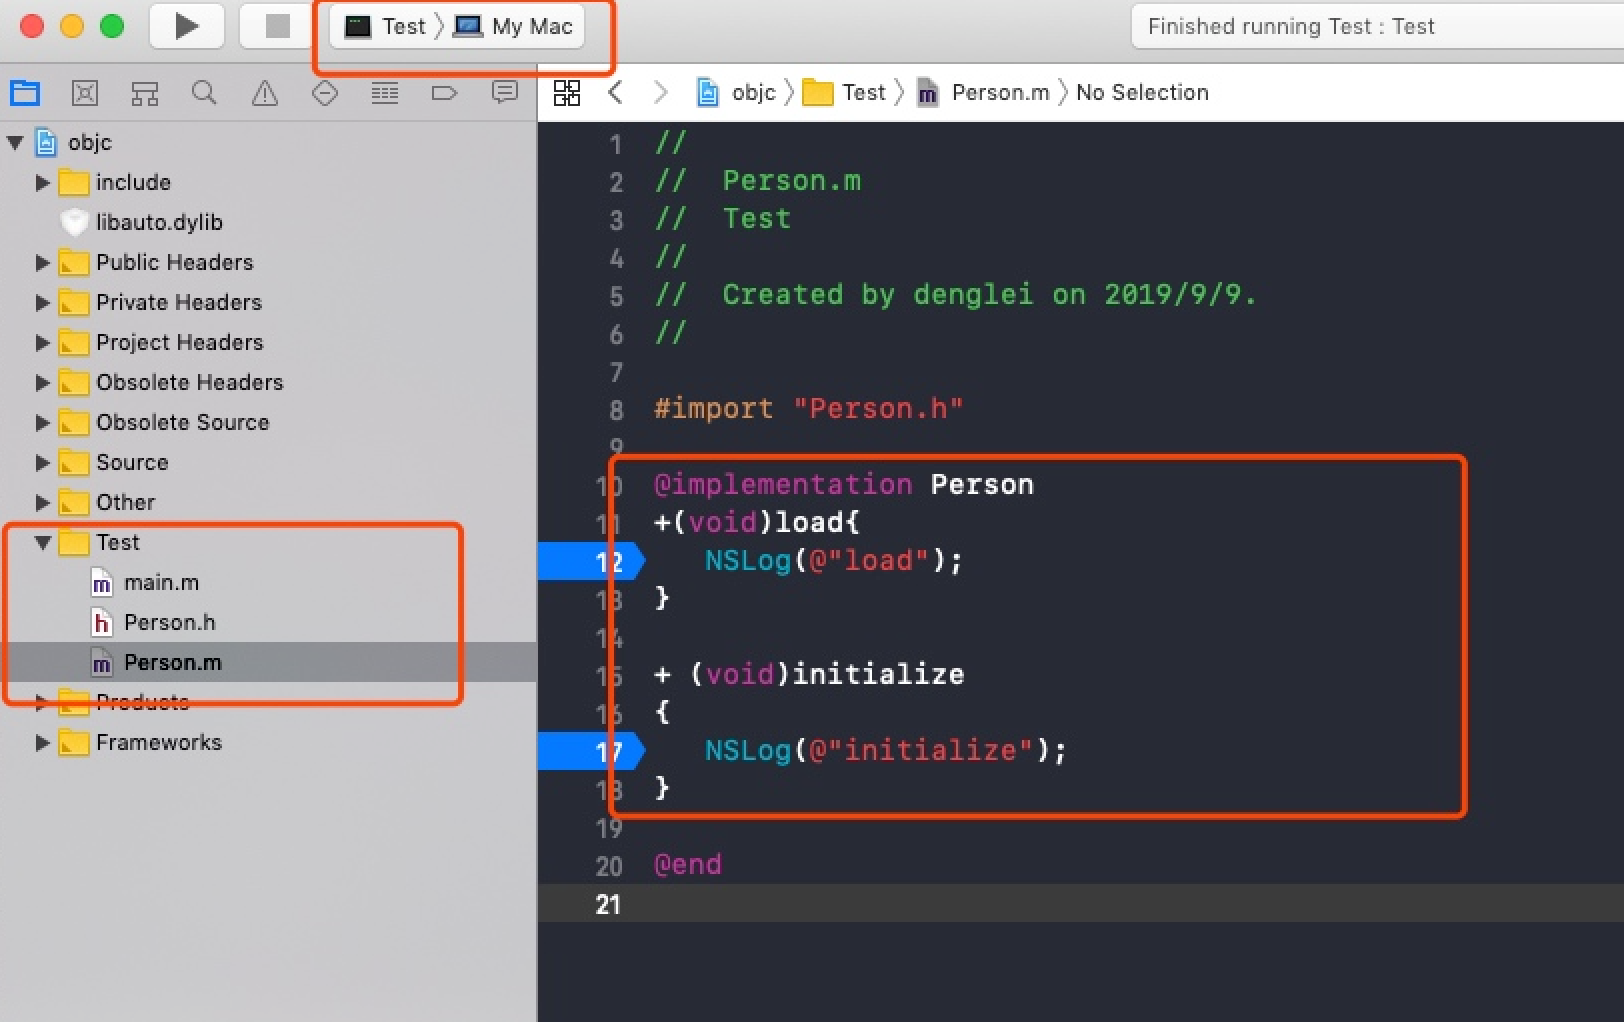 Test 〉 My Mac
Finished running Test : Test
objc 〉 Test 〉 m Person.m 〉 No Selection
objc
include
libauto.dylib
Public Headers
Private Headers
Project Headers
Obsolete Headers
Obsolete Source
Source
Other
Test
m main.m
h Person.h
m Person.m
Products
Frameworks
1 //
2 //  Person.m
3 //  Test
4 //
5 //  Created by denglei on 2019/9/9.
6 //
7
8 #import "Person.h"
9
10 @implementation Person
11 +(void)load{
12    NSLog(@"load");
13 }
14
15 + (void)initialize
16 {
17    NSLog(@"initialize");
18 }
19
20 @end
21